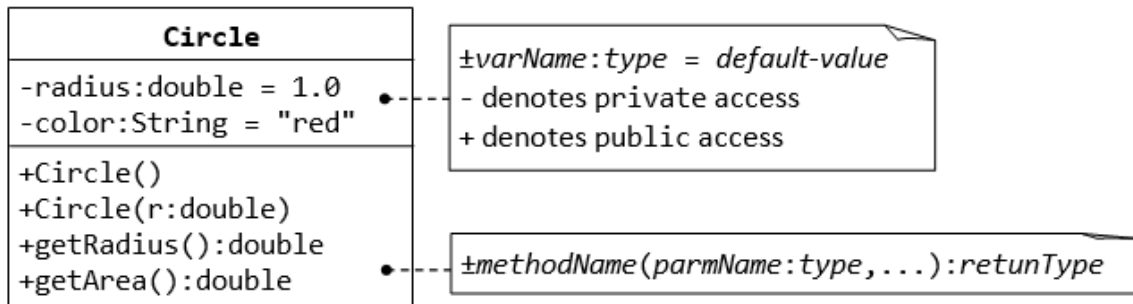 Circle
-radius:double = 1.0
-color:String = "red"
+Circle()
+Circle(r:double)
+getRadius():double
+getArea():double
±varName:type = default-value
- denotes private access
+ denotes public access
±methodName(parmName:type,...):retunType